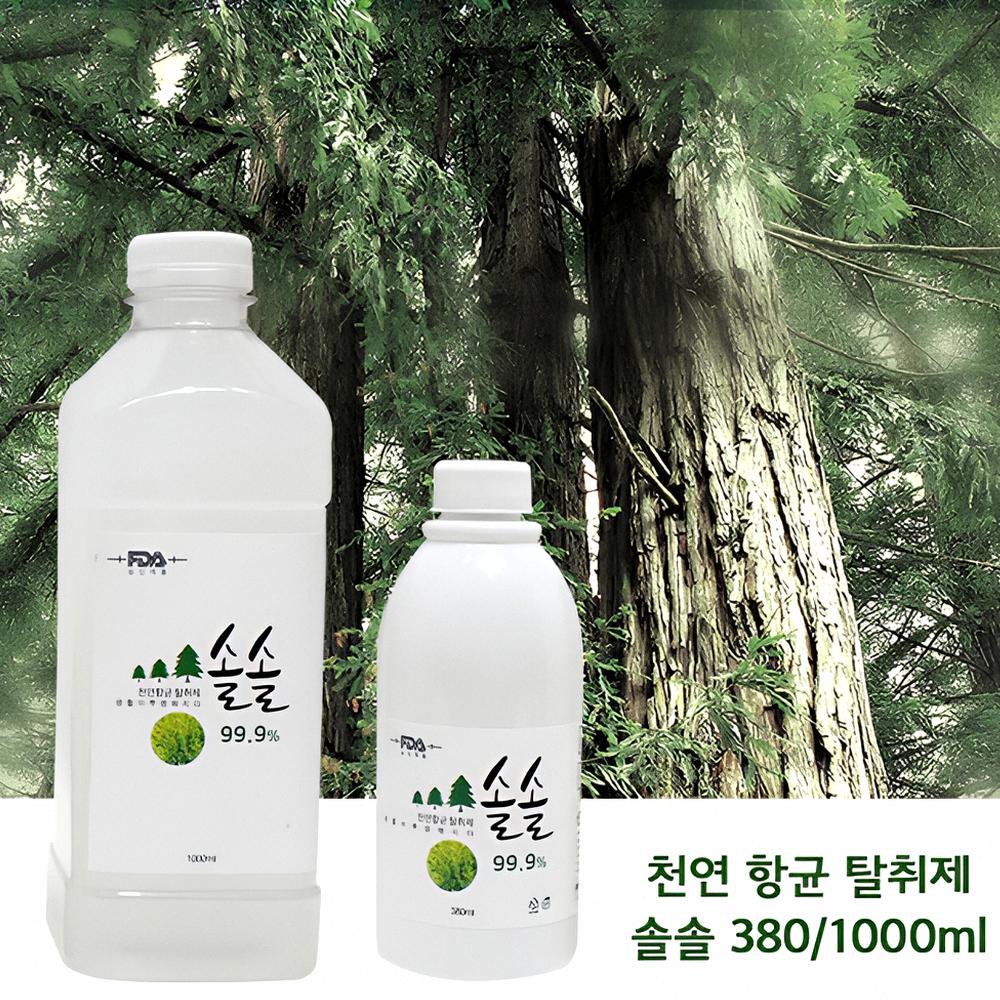 FDA
솔솔
천연항균 탈취제
99.9%
1000ml
FDA
솔솔
천연항균 탈취제
99.9%
380ml
천연 항균 탈취제
솔솔 380/1000ml